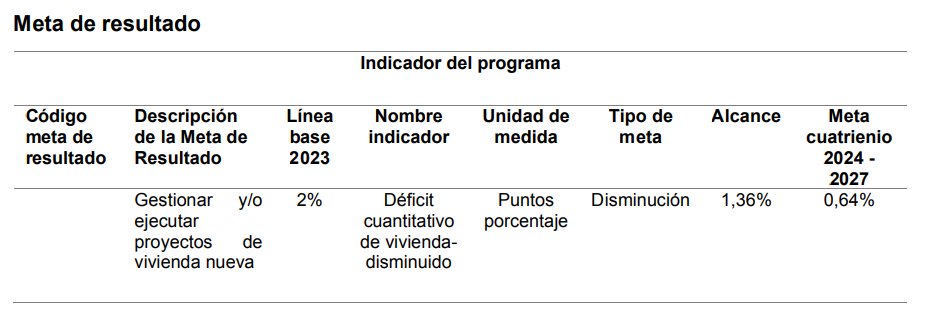 Meta de resultado
Indicador del programa
Código meta de resultado
Descripción de la Meta de Resultado
Línea base 2023
Nombre indicador
Unidad de medida
Tipo de meta
Alcance
Meta cuatrienio 2024 - 2027
Gestionar y/o ejecutar proyectos de vivienda nueva
2%
Déficit cuantitativo de vivienda- disminuido
Puntos porcentaje
Disminución
1,36%
0,64%